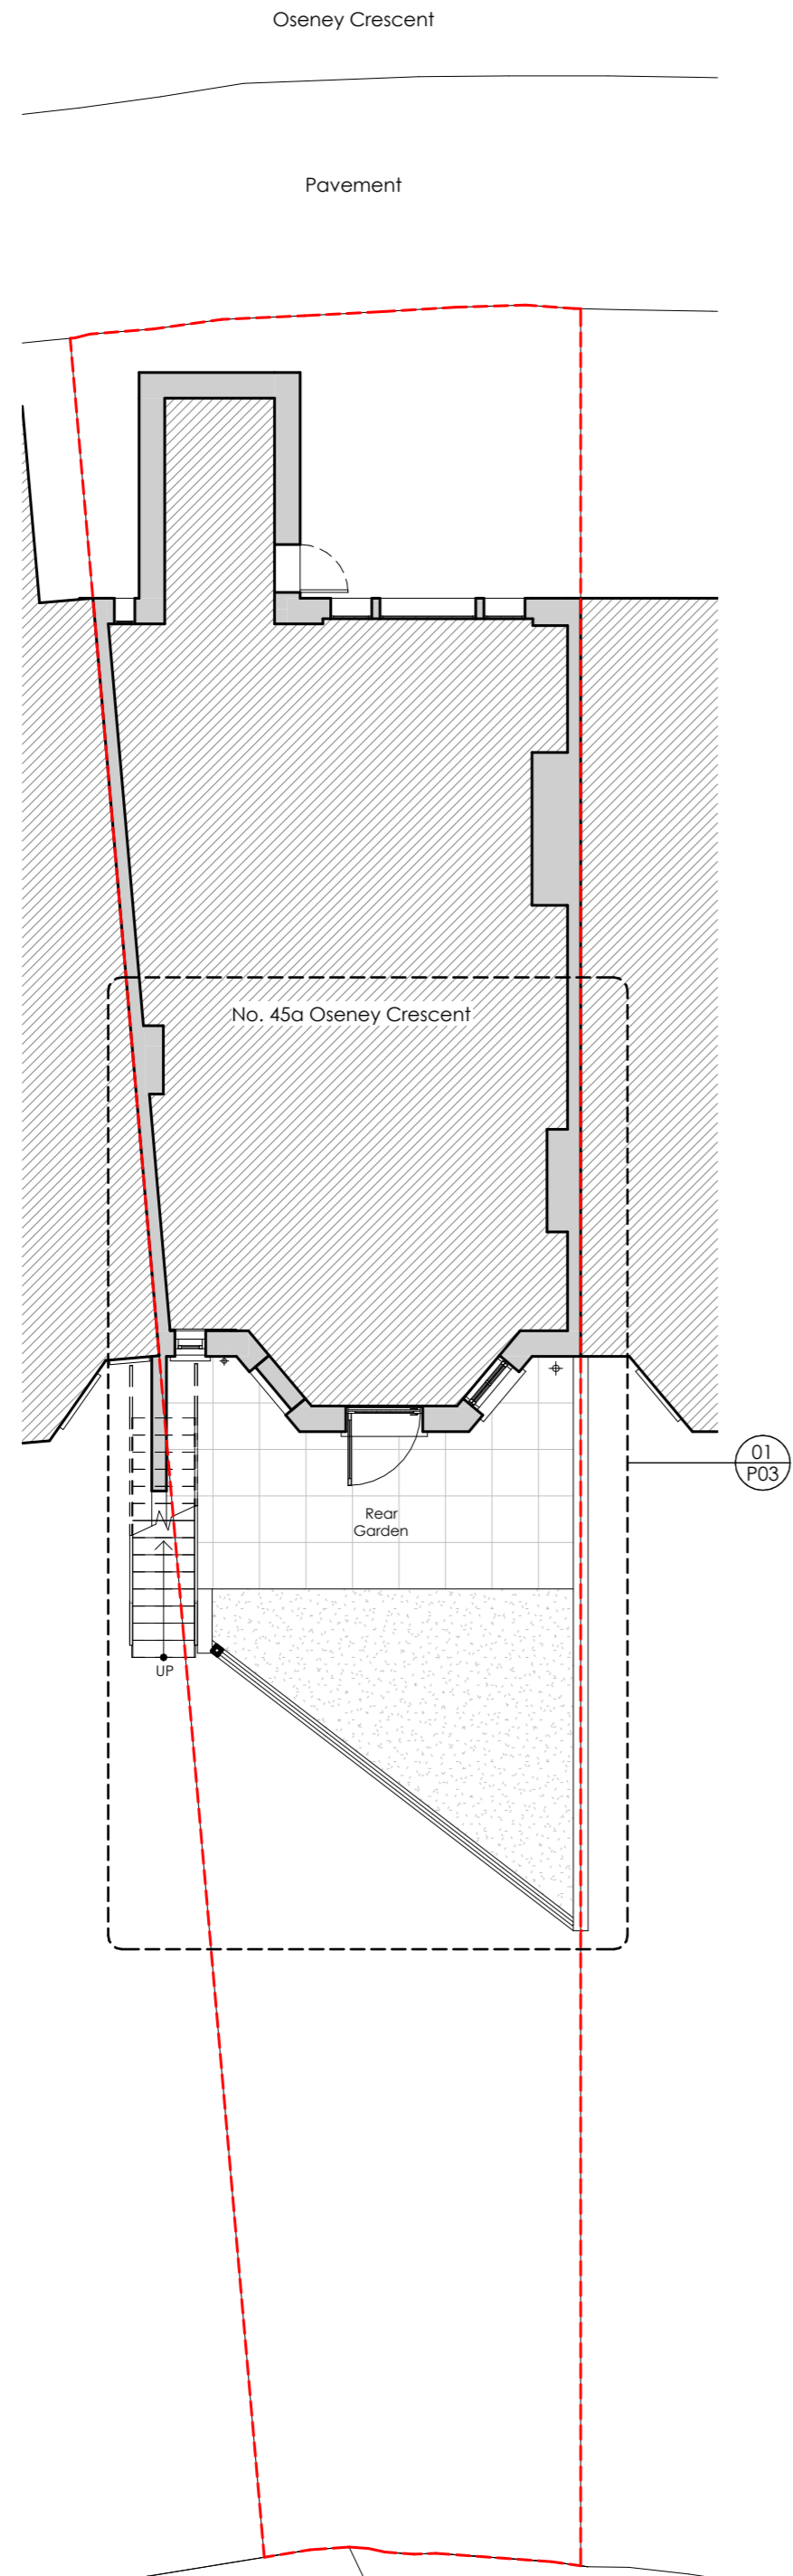 Oseney Crescent
Pavement
No. 45a Oseney Crescent
01
P03
Rear
Garden
UP